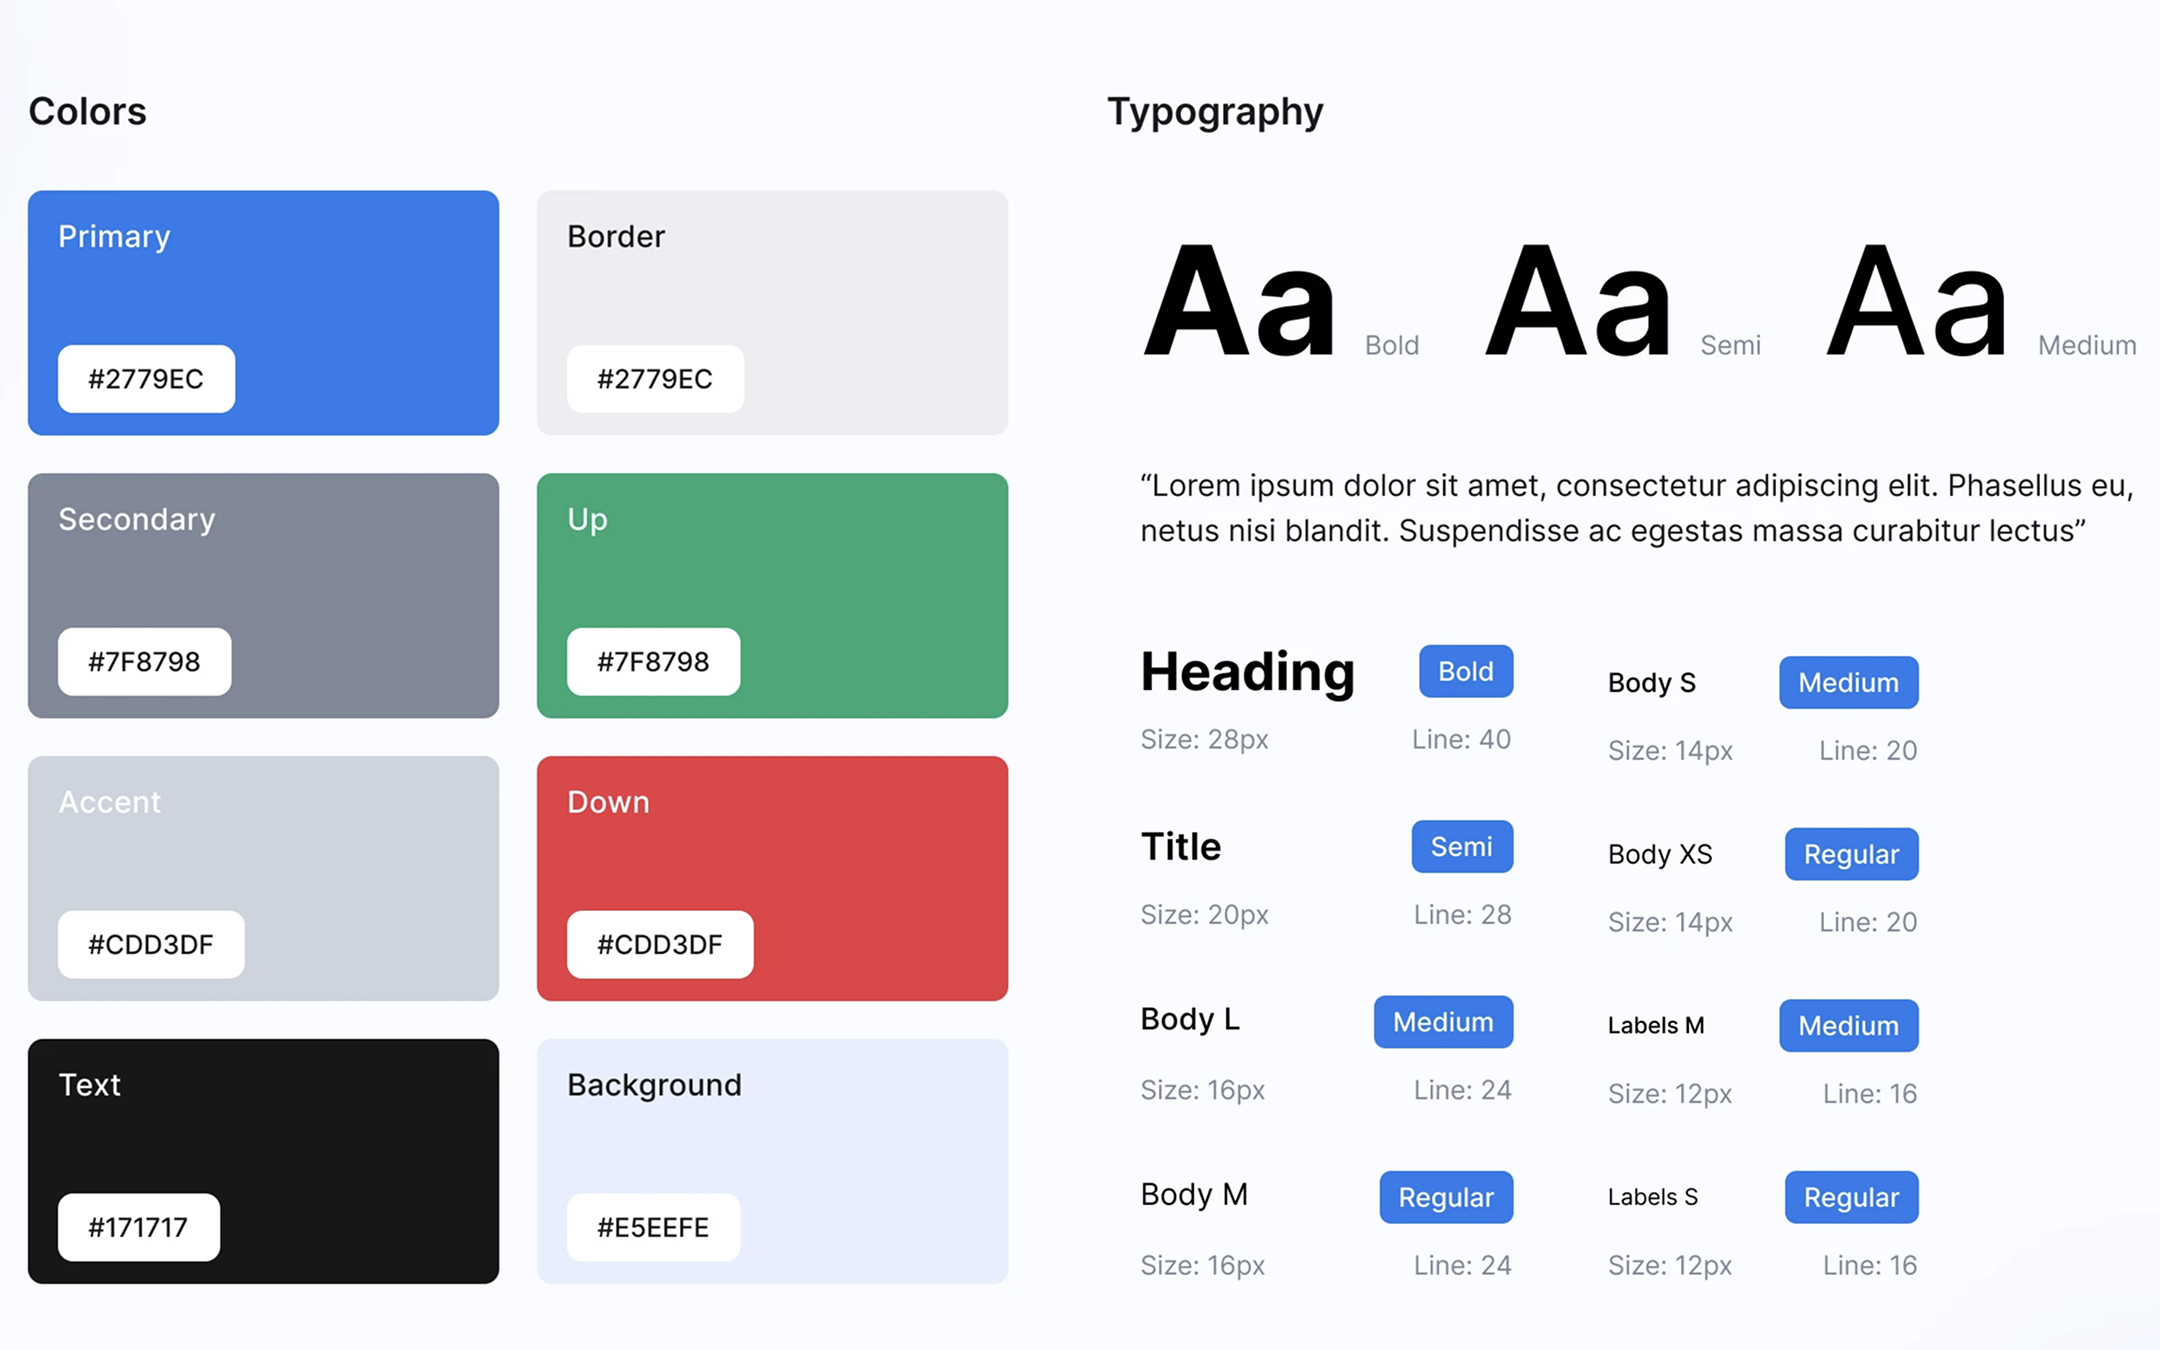 Colors
Primary
#2779EC
Border
#2779EC
Secondary
#7F8798
Up
#7F8798
Accent
#CDD3DF
Down
#CDD3DF
Text
#171717
Background
#E5EEFE
Typography
Aa Bold
Aa Semi
Aa Medium
“Lorem ipsum dolor sit amet, consectetur adipiscing elit. Phasellus eu,
netus nisi blandit. Suspendisse ac egestas massa curabitur lectus”
Heading Bold
Size: 28px Line: 40
Title Semi
Size: 20px Line: 28
Body L Medium
Size: 16px Line: 24
Body M Regular
Size: 16px Line: 24
Body S Medium
Size: 14px Line: 20
Body XS Regular
Size: 14px Line: 20
Labels M Medium
Size: 12px Line: 16
Labels S Regular
Size: 12px Line: 16